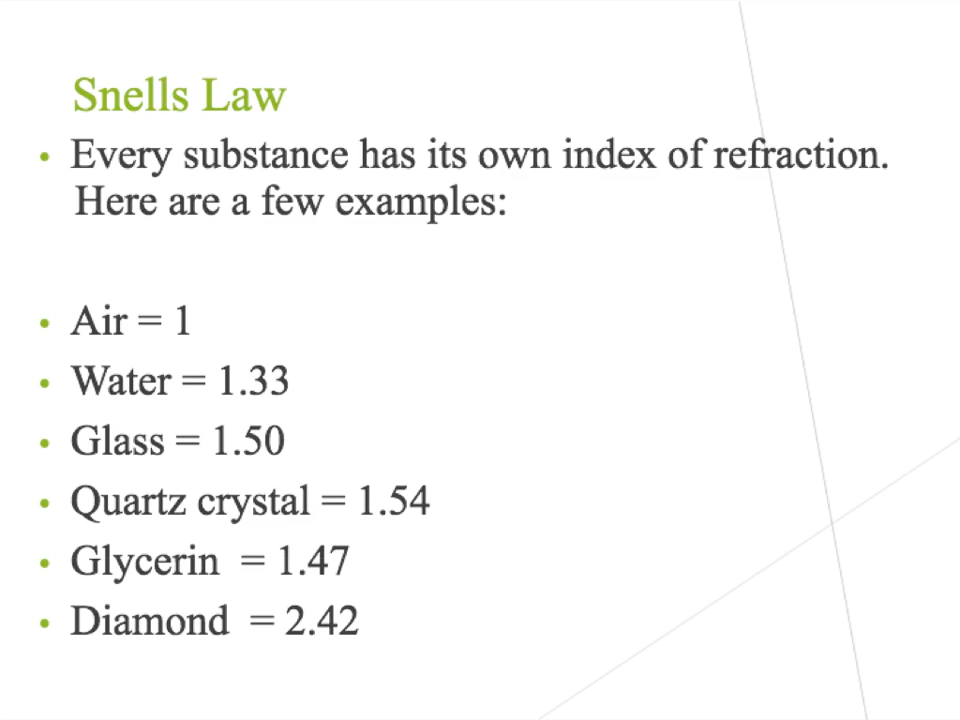 Snells Law
• Every substance has its own index of refraction.
Here are a few examples:
• Air = 1
• Water = 1.33
• Glass = 1.50
• Quartz crystal = 1.54
• Glycerin  = 1.47
• Diamond  = 2.42